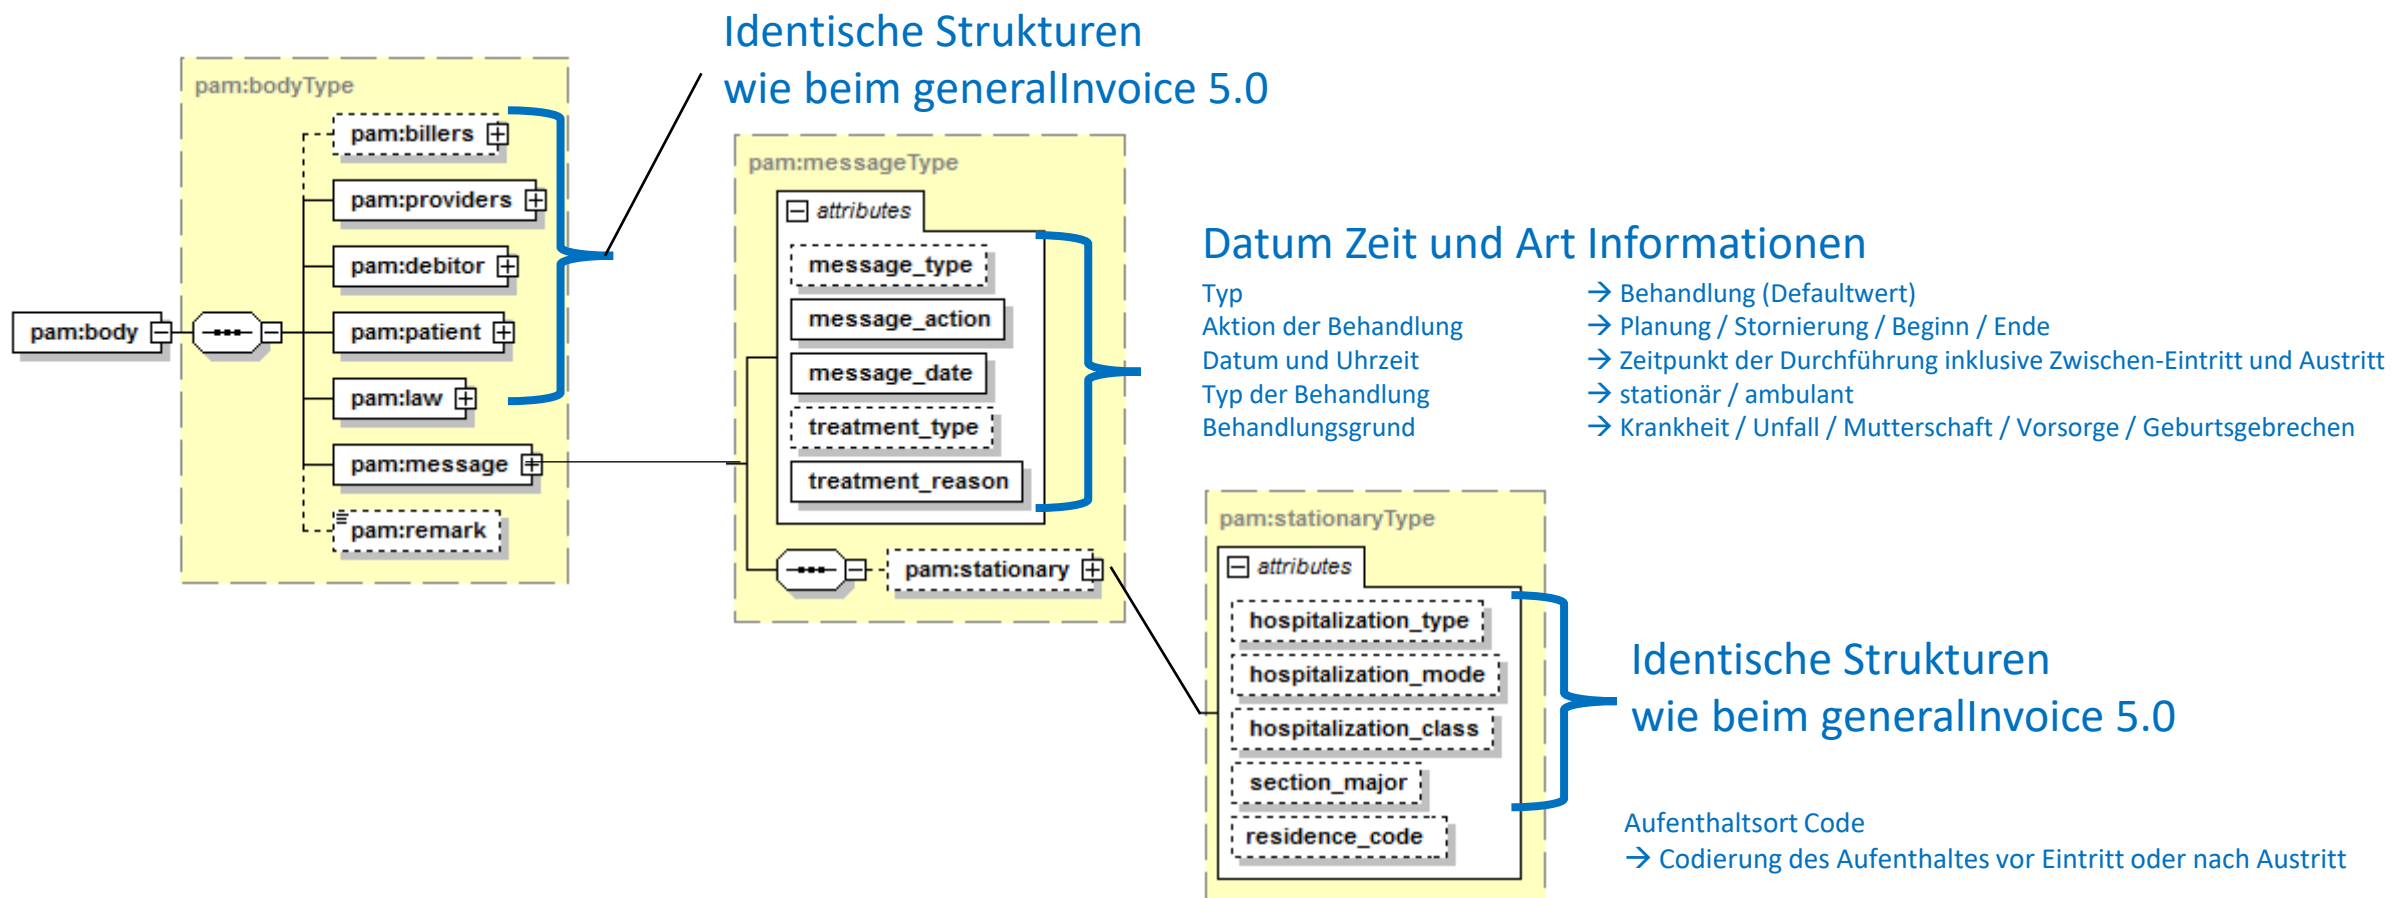 Identische Strukturen
wie beim generalInvoice 5.0
pam:bodyType
pam:billers
pam:providers
pam:debitor
pam:body
pam:patient
pam:law
pam:message
pam:remark
pam:messageType
attributes
message_type
message_action
message_date
treatment_type
treatment_reason
pam:stationary
Datum Zeit und Art Informationen
Typ → Behandlung (Defaultwert)
Aktion der Behandlung → Planung / Stornierung / Beginn / Ende
Datum und Uhrzeit → Zeitpunkt der Durchführung inklusive Zwischen-Eintritt und Austritt
Typ der Behandlung → stationär / ambulant
Behandlungsgrund → Krankheit / Unfall / Mutterschaft / Vorsorge / Geburtsgebrechen
pam:stationaryType
attributes
hospitalization_type
hospitalization_mode
hospitalization_class
section_major
residence_code
Identische Strukturen
wie beim generalInvoice 5.0
Aufenthaltsort Code
→ Codierung des Aufenthaltes vor Eintritt oder nach Austritt